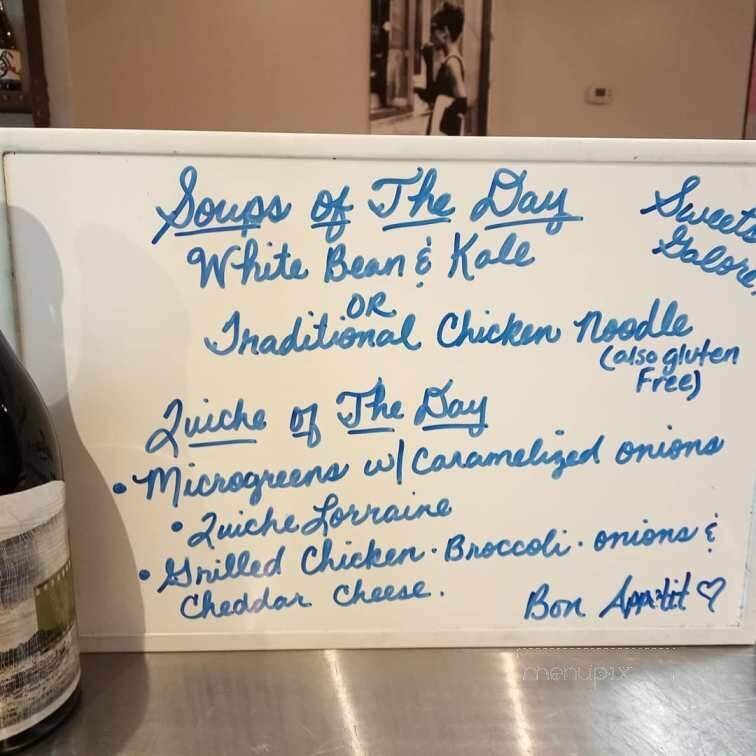 Soups of The Day
Sweets
Galore!
White Bean & Kale
OR
Traditional Chicken Noodle
(also gluten
Free)
Quiche of The Day
• Microgreens w/ Caramelized onions
• Quiche Lorraine
• Grilled Chicken · Broccoli · onions &
Cheddar Cheese.
Bon Appetit ♡
menupix